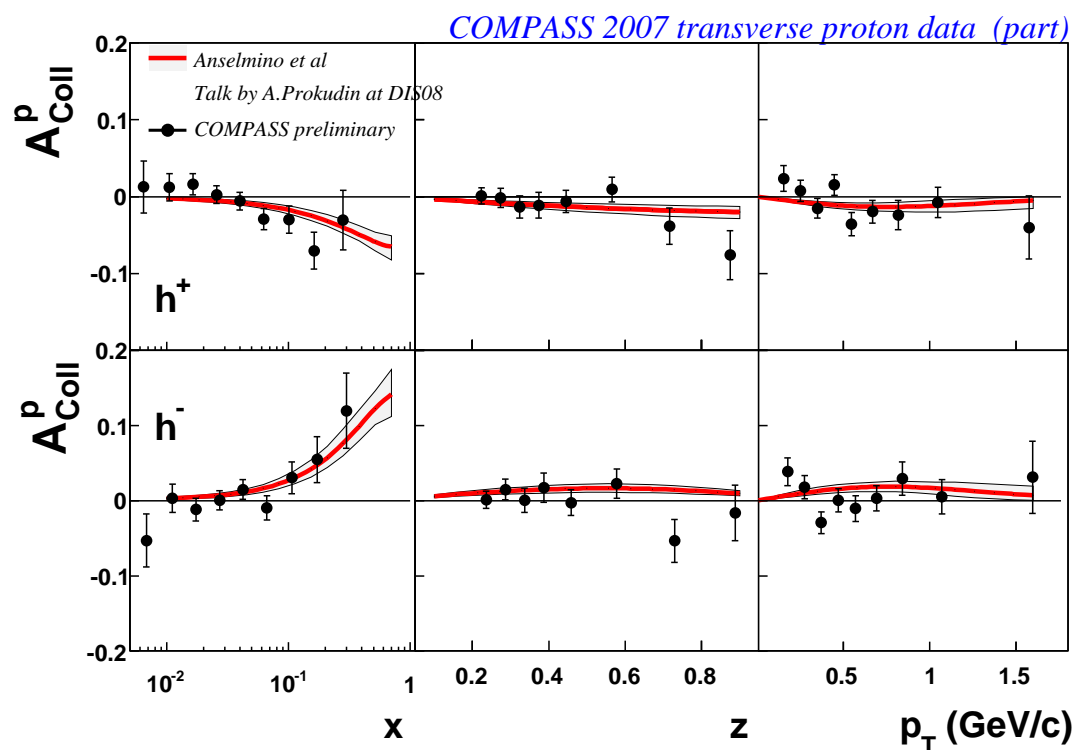 COMPASS 2007 transverse proton data (part)
A^p_Coll
0.2
0.1
0
-0.1
Anselmino et al
Talk by A.Prokudin at DIS08
COMPASS preliminary
h^+
A^p_Coll
0.2
0.1
0
-0.1
-0.2
h^-
10^-2
10^-1
1
0.2
0.4
0.6
0.8
0.5
1
1.5
x
z
p_T (GeV/c)